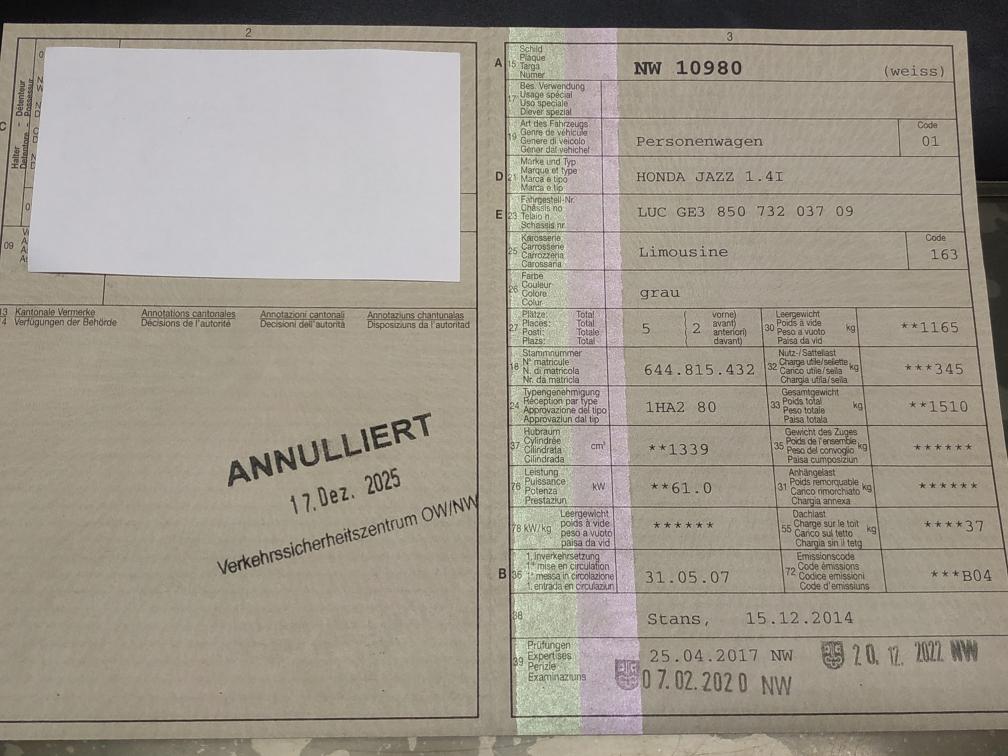 2
Halter - Détenteur
Detentore - Possessur
C
09
13 Kantonale Vermerke Annotations cantonales Annotazioni cantonali Annotaziuns chantunalas
14 Verfügungen der Behörde Décisions de l'autorité Decisioni dell'autorità Disposiziuns da l'autoritad
ANNULLIERT
17. Dez. 2025
Verkehrssicherheitszentrum OW/NW
3
A 15 Schild
Plaque
Targa
Numer
NW 10980 (weiss)
17 Bes. Verwendung
Usage spécial
Uso speciale
Diever spezial
19 Art des Fahrzeugs
Genre de véhicule
Genere di veicolo
Gener dal vehichel
Personenwagen
Code
01
D 21 Marke und Typ
Marque et type
Marca e tipo
Marca e tip
HONDA JAZZ 1.4I
E 23 Fahrgestell-Nr.
Châssis no
Telaio n.
Schassis nr.
LUC GE3 850 732 037 09
25 Karosserie
Carrosserie
Carrozzeria
Carossaria
Limousine
Code
163
26 Farbe
Couleur
Colore
Colur
grau
27 Plätze: Total
Places: Total
Posti: Totale
Plazs: Total
5 ( 2 vorne)
avant)
anteriori)
davant)
30 Leergewicht
Poids à vide
Peso a vuoto
Paisa da vid
kg **1165
18 Stammnummer
N° matricule
N. di matricola
Nr. da matricla
644.815.432
32 Nutz-/Sattellast
Charge utile/sellette
Carico utile/sella
Chargia utila/sella
kg ***345
24 Typengenehmigung
Réception par type
Approvazione del tipo
Approvaziun dal tip
1HA2 80
33 Gesamtgewicht
Poids total
Peso totale
Paisa totala
kg **1510
37 Hubraum
Cylindrée
Cilindrata
Cilindrada
cm³ **1339
35 Gewicht des Zuges
Poids de l'ensemble
Peso del convoglio
Paisa cumposiziun
kg ******
76 Leistung
Puissance
Potenza
Prestaziun
kW **61.0
31 Anhängelast
Poids remorquable
Carico rimorchiato
Chargia annexa
kg ******
78 kW/kg Leergewicht
poids à vide
peso a vuoto
paisa da vid
******
55 Dachlast
Charge sur le toit
Carico sul tetto
Chargia sin il tetg
kg ****37
B 36 1. Inverkehrsetzung
1re mise en circulation
1a messa in circolazione
1. entrada en circulaziun
31.05.07
72 Emissionscode
Code émissions
Codice emissioni
Code d'emissiuns
***B04
38 Stans, 15.12.2014
39 Prüfungen
Expertises
Perizie
Examinaziuns
25.04.2017 NW 20. 12. 2022 NW
07.02.2020 NW